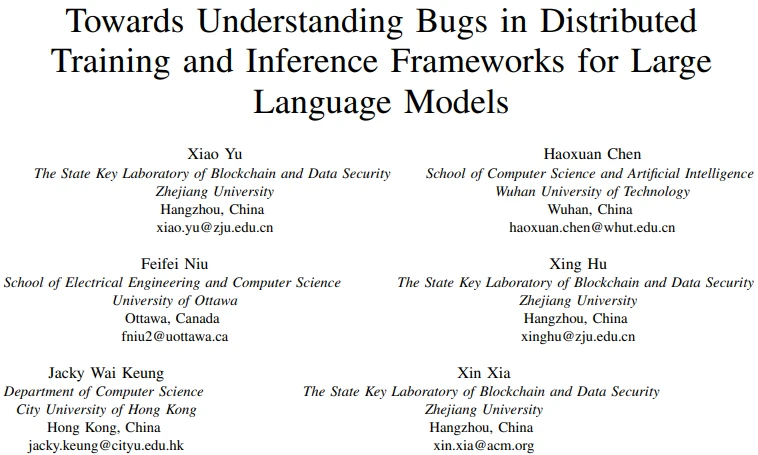 Towards Understanding Bugs in Distributed
Training and Inference Frameworks for Large
Language Models
Xiao Yu
The State Key Laboratory of Blockchain and Data Security
Zhejiang University
Hangzhou, China
xiao.yu@zju.edu.cn
Haoxuan Chen
School of Computer Science and Artificial Intelligence
Wuhan University of Technology
Wuhan, China
haoxuan.chen@whut.edu.cn
Feifei Niu
School of Electrical Engineering and Computer Science
University of Ottawa
Ottawa, Canada
fniu2@uottawa.ca
Xing Hu
The State Key Laboratory of Blockchain and Data Security
Zhejiang University
Hangzhou, China
xinghu@zju.edu.cn
Jacky Wai Keung
Department of Computer Science
City University of Hong Kong
Hong Kong, China
jacky.keung@cityu.edu.hk
Xin Xia
The State Key Laboratory of Blockchain and Data Security
Zhejiang University
Hangzhou, China
xin.xia@acm.org